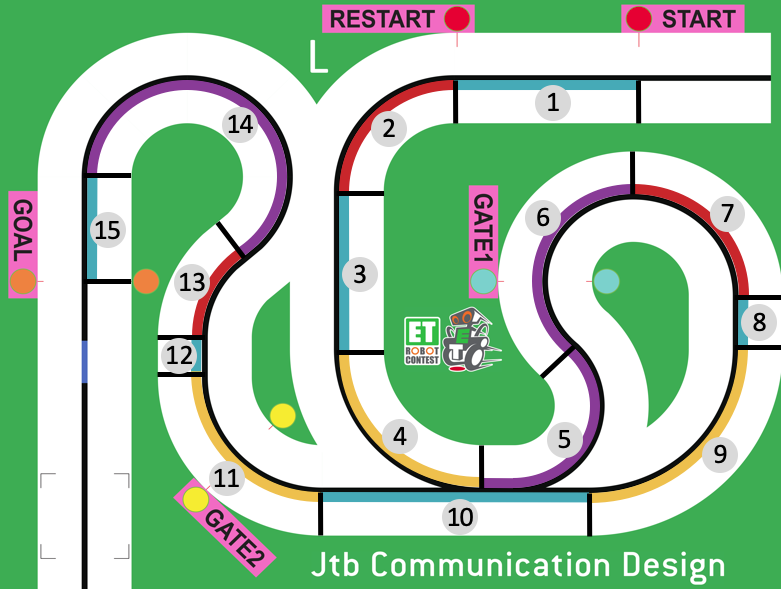 RESTART
START
L
1
2
14
GOAL
15
3
GATE1
6
7
13
8
ET
ROBOT
CONTEST
ET
12
4
5
9
11
GATE2
10
Jtb Communication Design